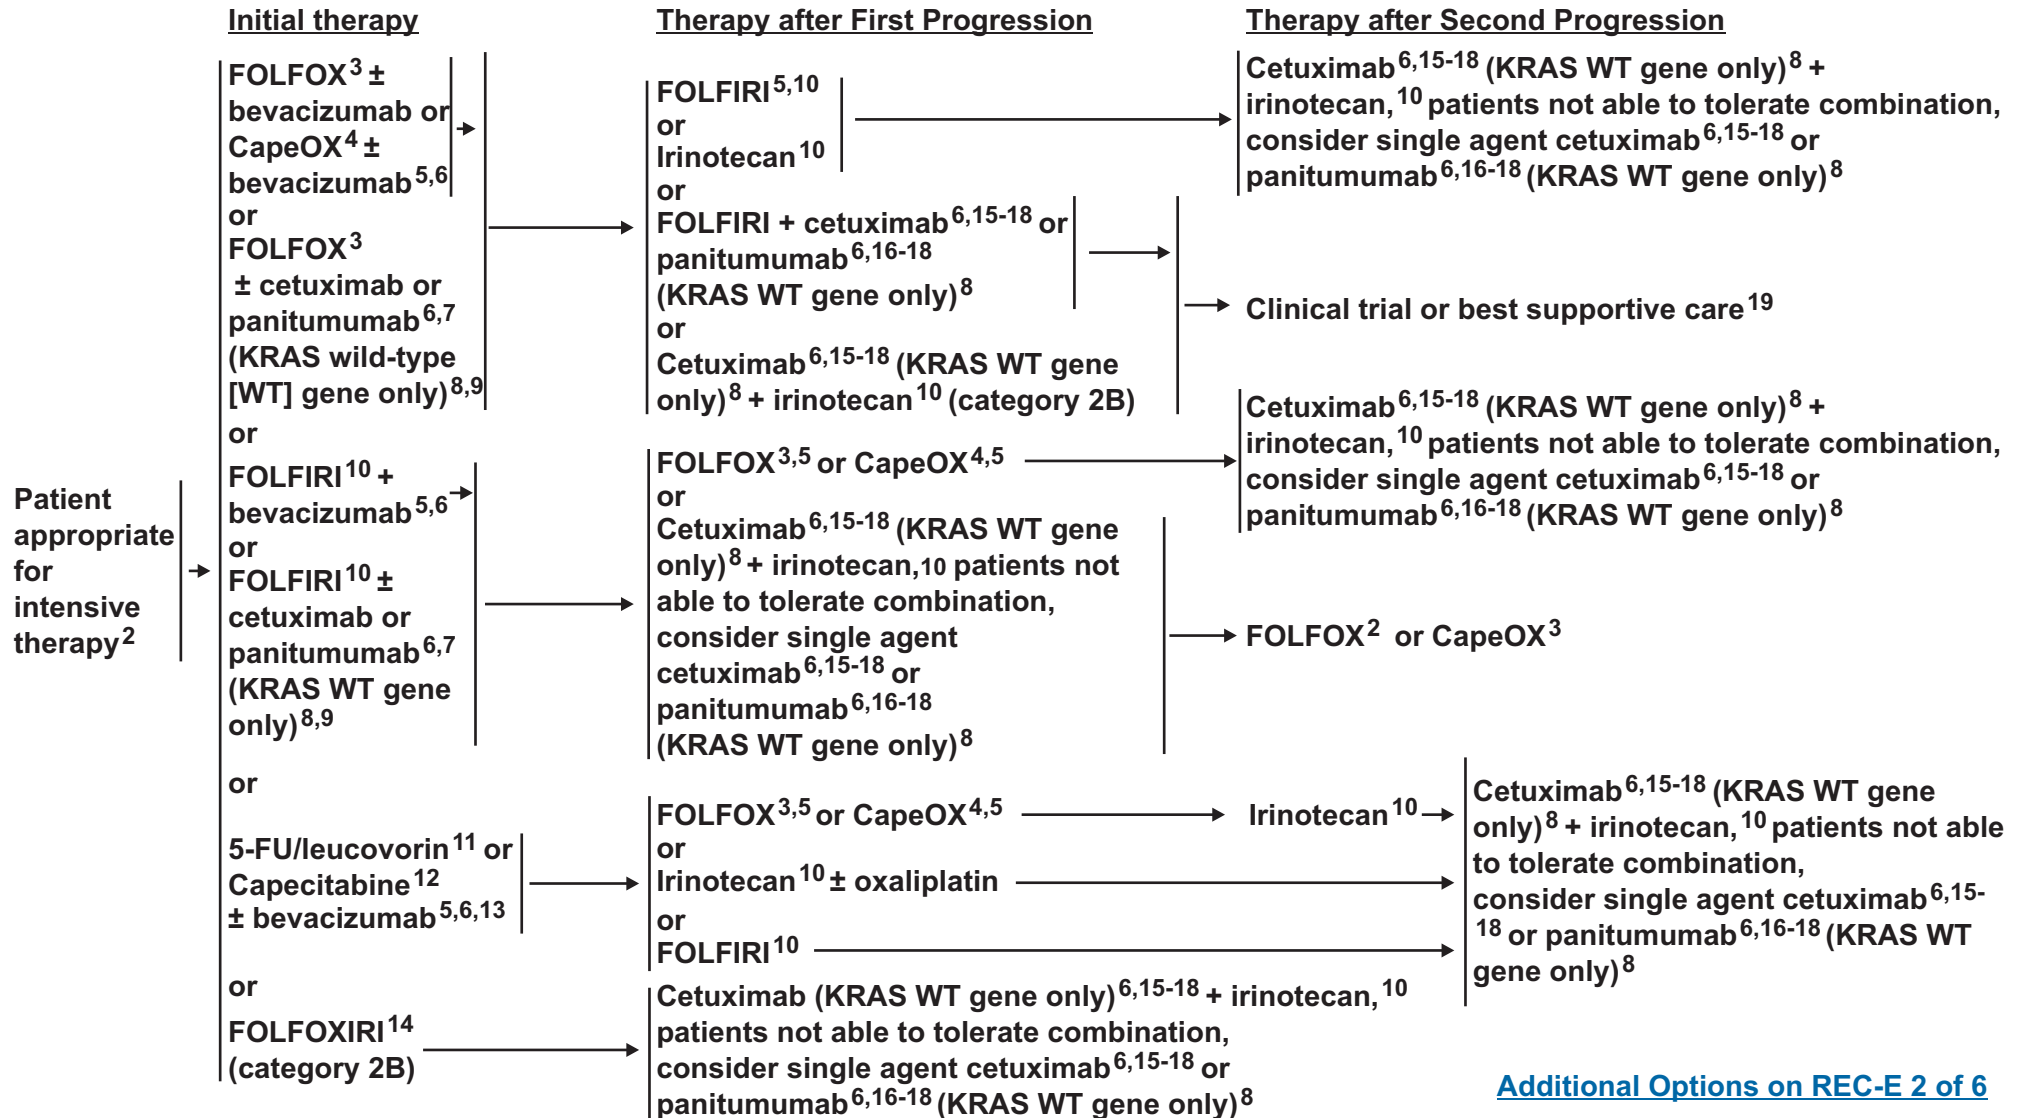 Initial therapy
Therapy after First Progression
Therapy after Second Progression
Patient
appropriate
for
intensive
therapy2
FOLFOX3 ±
bevacizumab or
CapeOX4 ±
bevacizumab5,6
or
FOLFOX3
± cetuximab or
panitumumab6,7
(KRAS wild-type
[WT] gene only)8,9
or
FOLFIRI10 +
bevacizumab5,6
or
FOLFIRI10 ±
cetuximab or
panitumumab6,7
(KRAS WT gene
only)8,9
or
5-FU/leucovorin11 or
Capecitabine12
± bevacizumab5,6,13
or
FOLFOXIRI14
(category 2B)
FOLFIRI5,10
or
Irinotecan10
or
FOLFIRI + cetuximab6,15-18 or
panitumumab6,16-18
(KRAS WT gene only)8
or
Cetuximab6,15-18 (KRAS WT gene
only)8 + irinotecan10 (category 2B)
FOLFOX3,5 or CapeOX4,5
or
Cetuximab6,15-18 (KRAS WT gene
only)8 + irinotecan,10 patients not
able to tolerate combination,
consider single agent
cetuximab6,15-18 or
panitumumab6,16-18
(KRAS WT gene only)8
FOLFOX3,5 or CapeOX4,5
or
Irinotecan10 ± oxaliplatin
or
FOLFIRI10
Cetuximab (KRAS WT gene only)6,15-18 + irinotecan,10
patients not able to tolerate combination,
consider single agent cetuximab6,15-18 or
panitumumab6,16-18 (KRAS WT gene only)8
Cetuximab6,15-18 (KRAS WT gene only)8 +
irinotecan,10 patients not able to tolerate combination,
consider single agent cetuximab6,15-18 or
panitumumab6,16-18 (KRAS WT gene only)8
Clinical trial or best supportive care19
Cetuximab6,15-18 (KRAS WT gene only)8 +
irinotecan,10 patients not able to tolerate combination,
consider single agent cetuximab6,15-18 or
panitumumab6,16-18 (KRAS WT gene only)8
FOLFOX2 or CapeOX3
Irinotecan10
Cetuximab6,15-18 (KRAS WT gene
only)8 + irinotecan,10 patients not able
to tolerate combination,
consider single agent cetuximab6,15-
18 or panitumumab6,16-18 (KRAS WT
gene only)8
Additional Options on REC-E 2 of 6